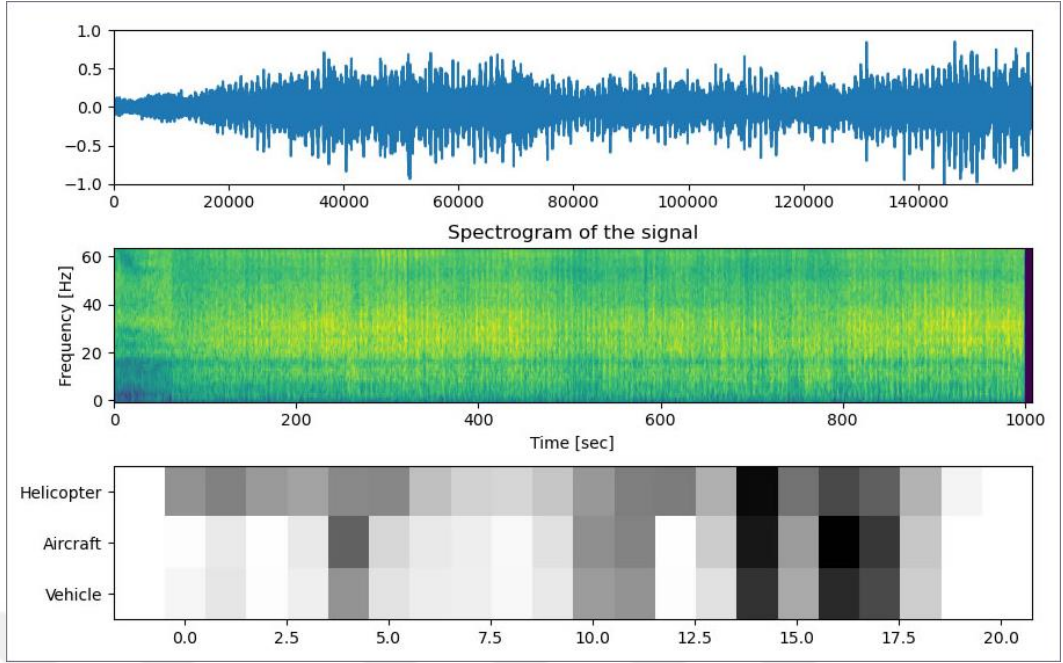 1.0
0.5
0.0
−0.5
−1.0
0 20000 40000 60000 80000 100000 120000 140000
Spectrogram of the signal
60
40
20
0
Frequency [Hz]
0 200 400 600 800 1000
Time [sec]
Helicopter
Aircraft
Vehicle
0.0 2.5 5.0 7.5 10.0 12.5 15.0 17.5 20.0